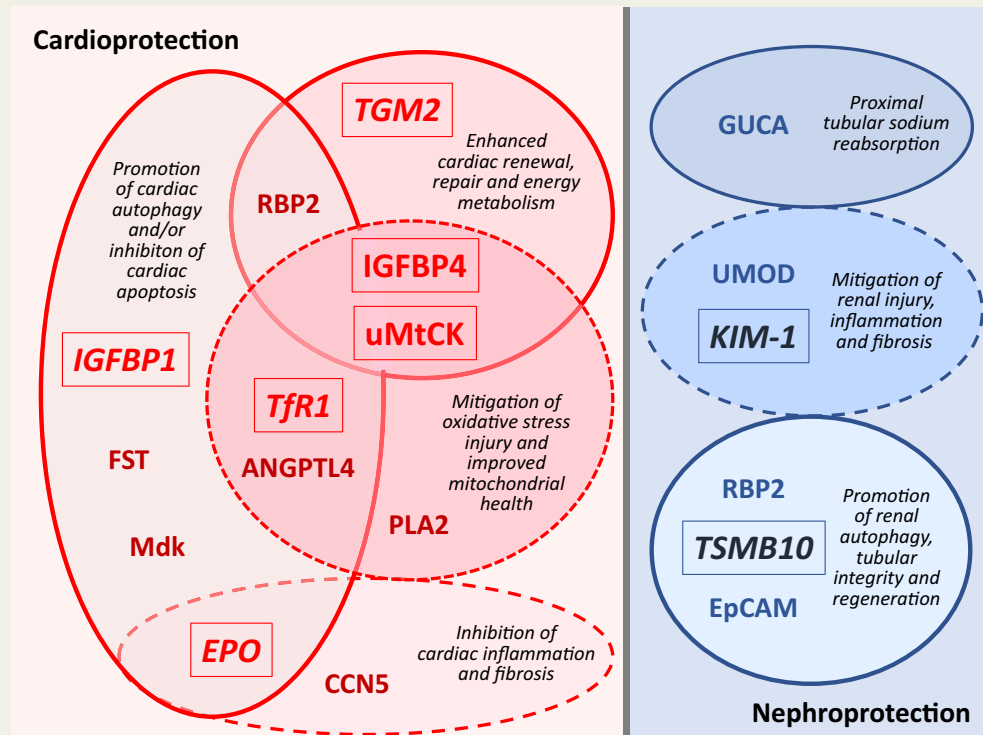 Cardioprotection
TGM2
Enhanced
cardiac renewal,
repair and energy
metabolism
Promotion
of cardiac
autophagy
and/or
inhibiton of
cardiac
apoptosis
RBP2
IGFBP4
uMtCK
IGFBP1
TfR1
ANGPTL4
Mitigation of
oxidative stress
injury and
improved
mitochondrial
health
FST
PLA2
Mdk
EPO
Inhibition of
cardiac inflammation
and fibrosis
CCN5
GUCA
Proximal
tubular sodium
reabsorption
UMOD
KIM-1
Mitigation of
renal injury,
inflammation
and fibrosis
RBP2
TSMB10
EpCAM
Promotion
of renal
autophagy,
tubular
integrity and
regeneration
Nephroprotection